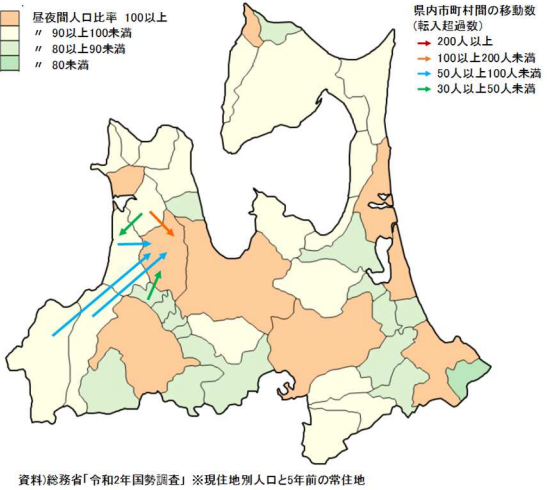 昼夜間人口比率 100以上
〃 90以上100未満
〃 80以上90未満
〃 80未満
県内市町村間の移動数
(転入超過数)
200人以上
100以上200人未満
50人以上100人未満
30人以上50人未満
資料)総務省「令和2年国勢調査」 ※現住地別人口と5年前の常住地